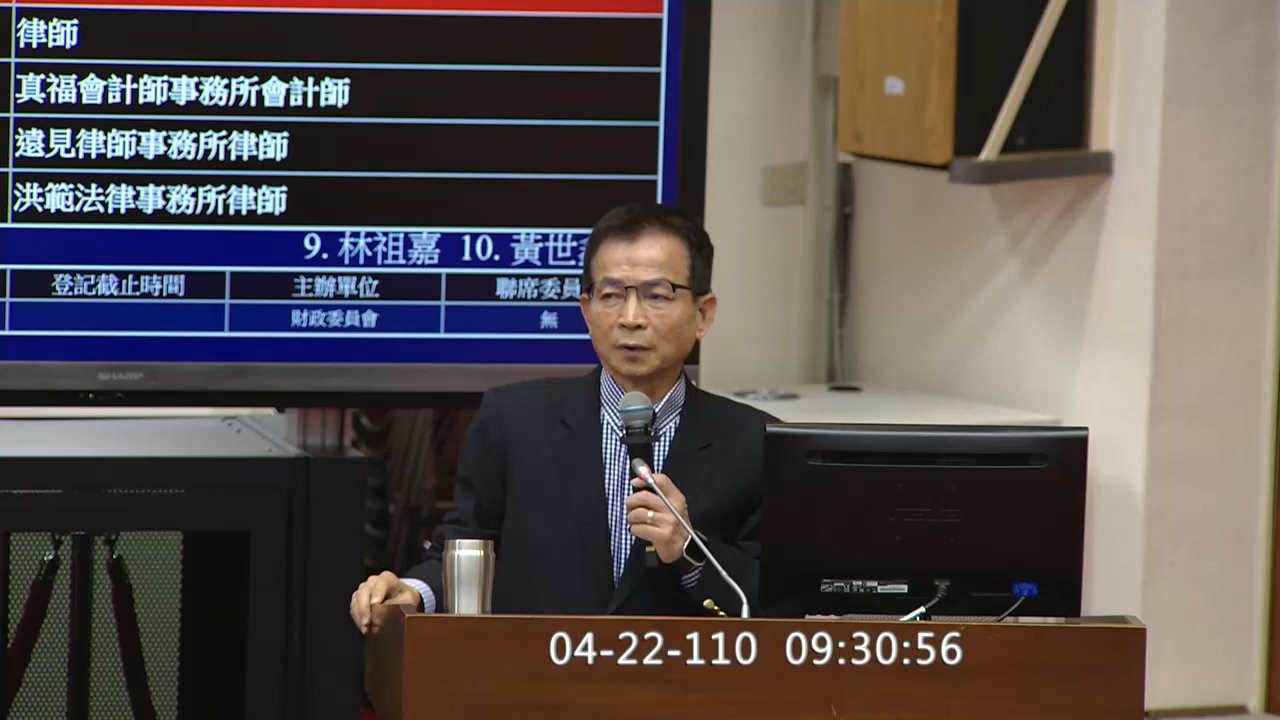 律師
真福會計師事務所會計師
遠見律師事務所律師
洪範法律事務所律師
9. 林祖嘉 10. 黃世
登記截止時間 主辦單位 聯席委員
財政委員會 無
SHARP
04-22-110 09:30:56